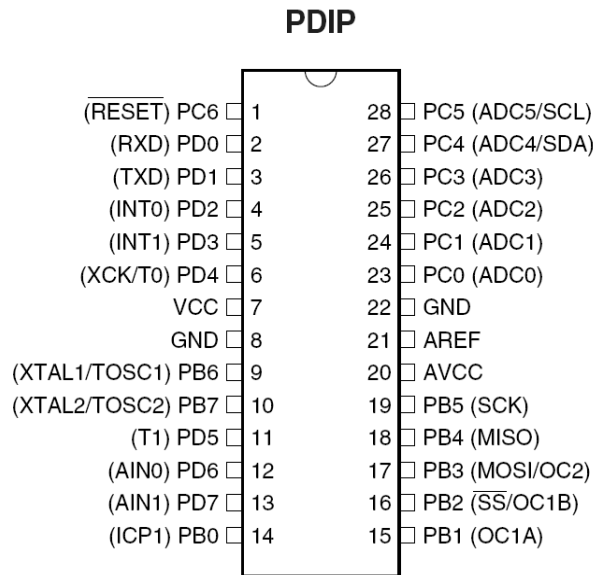 PDIP
(RESET) PC6 1 28 PC5 (ADC5/SCL)
(RXD) PD0 2 27 PC4 (ADC4/SDA)
(TXD) PD1 3 26 PC3 (ADC3)
(INT0) PD2 4 25 PC2 (ADC2)
(INT1) PD3 5 24 PC1 (ADC1)
(XCK/T0) PD4 6 23 PC0 (ADC0)
VCC 7 22 GND
GND 8 21 AREF
(XTAL1/TOSC1) PB6 9 20 AVCC
(XTAL2/TOSC2) PB7 10 19 PB5 (SCK)
(T1) PD5 11 18 PB4 (MISO)
(AIN0) PD6 12 17 PB3 (MOSI/OC2)
(AIN1) PD7 13 16 PB2 (SS/OC1B)
(ICP1) PB0 14 15 PB1 (OC1A)